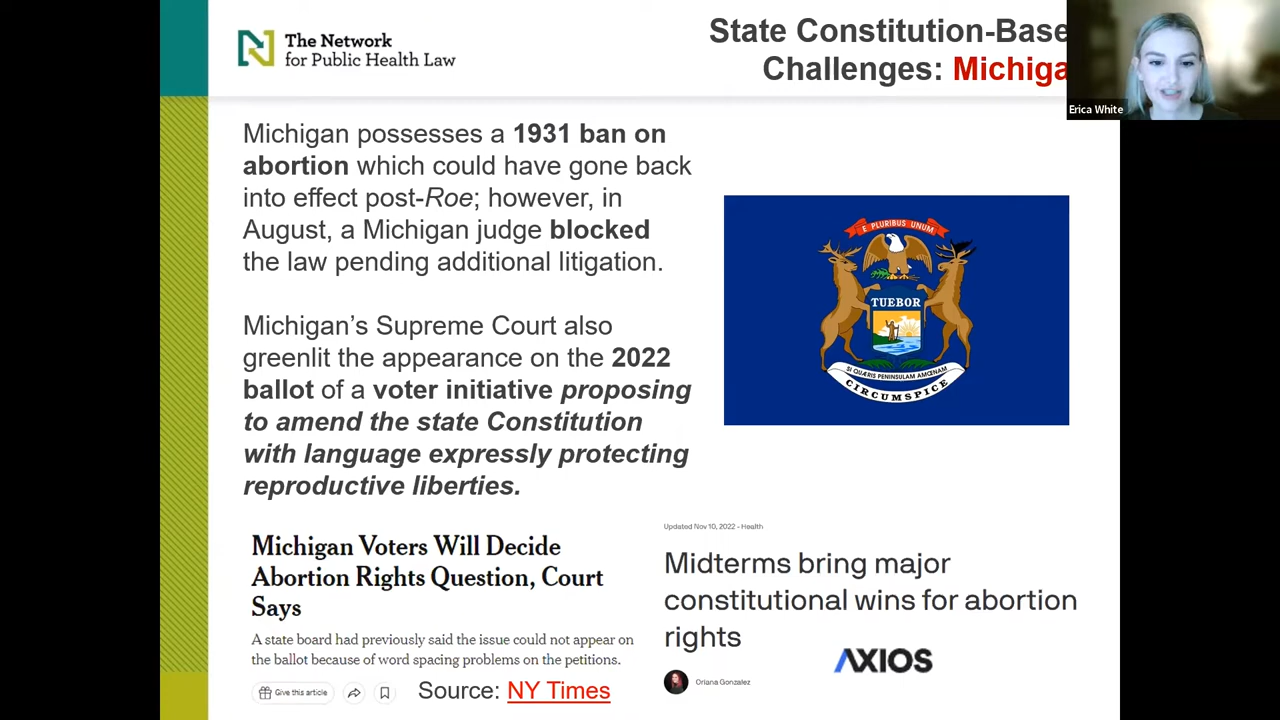 The Network
for Public Health Law
State Constitution-Base
Challenges: Michiga
Erica White
Michigan possesses a 1931 ban on
abortion which could have gone back
into effect post-Roe; however, in
August, a Michigan judge blocked
the law pending additional litigation.
Michigan’s Supreme Court also
greenlit the appearance on the 2022
ballot of a voter initiative proposing
to amend the state Constitution
with language expressly protecting
reproductive liberties.
E PLURIBUS UNUM
TUEBOR
SI QUÆRIS PENINSULAM AMŒNAM
CIRCUMSPICE
Michigan Voters Will Decide
Abortion Rights Question, Court
Says
A state board had previously said the issue could not appear on
the ballot because of word spacing problems on the petitions.
Give this article
Source: NY Times
Updated Nov 10, 2022 - Health
Midterms bring major
constitutional wins for abortion
rights
AXIOS
Oriana Gonzalez